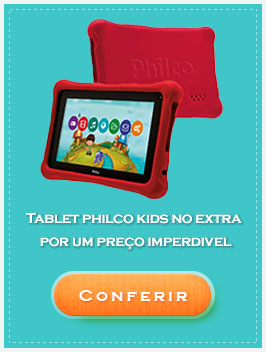 Philco
TABLET PHILCO KIDS NO EXTRA
POR UM PREÇO IMPERDIVEL
CONFERIR